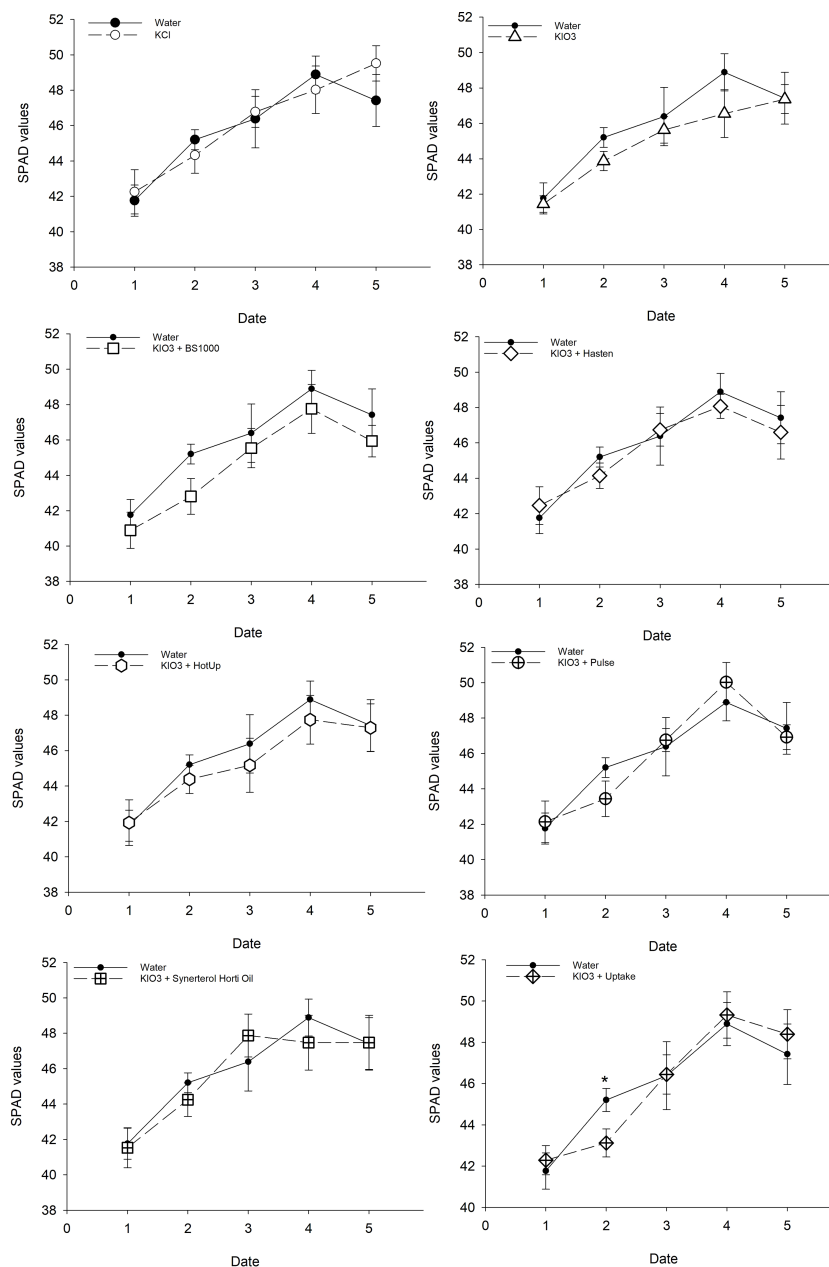 Water
KCl
SPAD values
52
50
48
46
44
42
40
38
0 1 2 3 4 5
Date
Water
KIO3
SPAD values
52
50
48
46
44
42
40
38
0 1 2 3 4 5
Date
Water
KIO3 + BS1000
SPAD values
52
50
48
46
44
42
40
38
0 1 2 3 4 5
Date
Water
KIO3 + Hasten
SPAD values
52
50
48
46
44
42
40
38
0 1 2 3 4 5
Date
Water
KIO3 + HotUp
SPAD values
52
50
48
46
44
42
40
38
0 1 2 3 4 5
Date
Water
KIO3 + Pulse
SPAD values
52
50
48
46
44
42
40
38
0 1 2 3 4 5
Date
Water
KIO3 + Synerterol Horti Oil
SPAD values
52
50
48
46
44
42
40
38
0 1 2 3 4 5
Date
Water
KIO3 + Uptake
SPAD values
52
50
48
46
44
42
40
*
0 1 2 3 4 5
Date